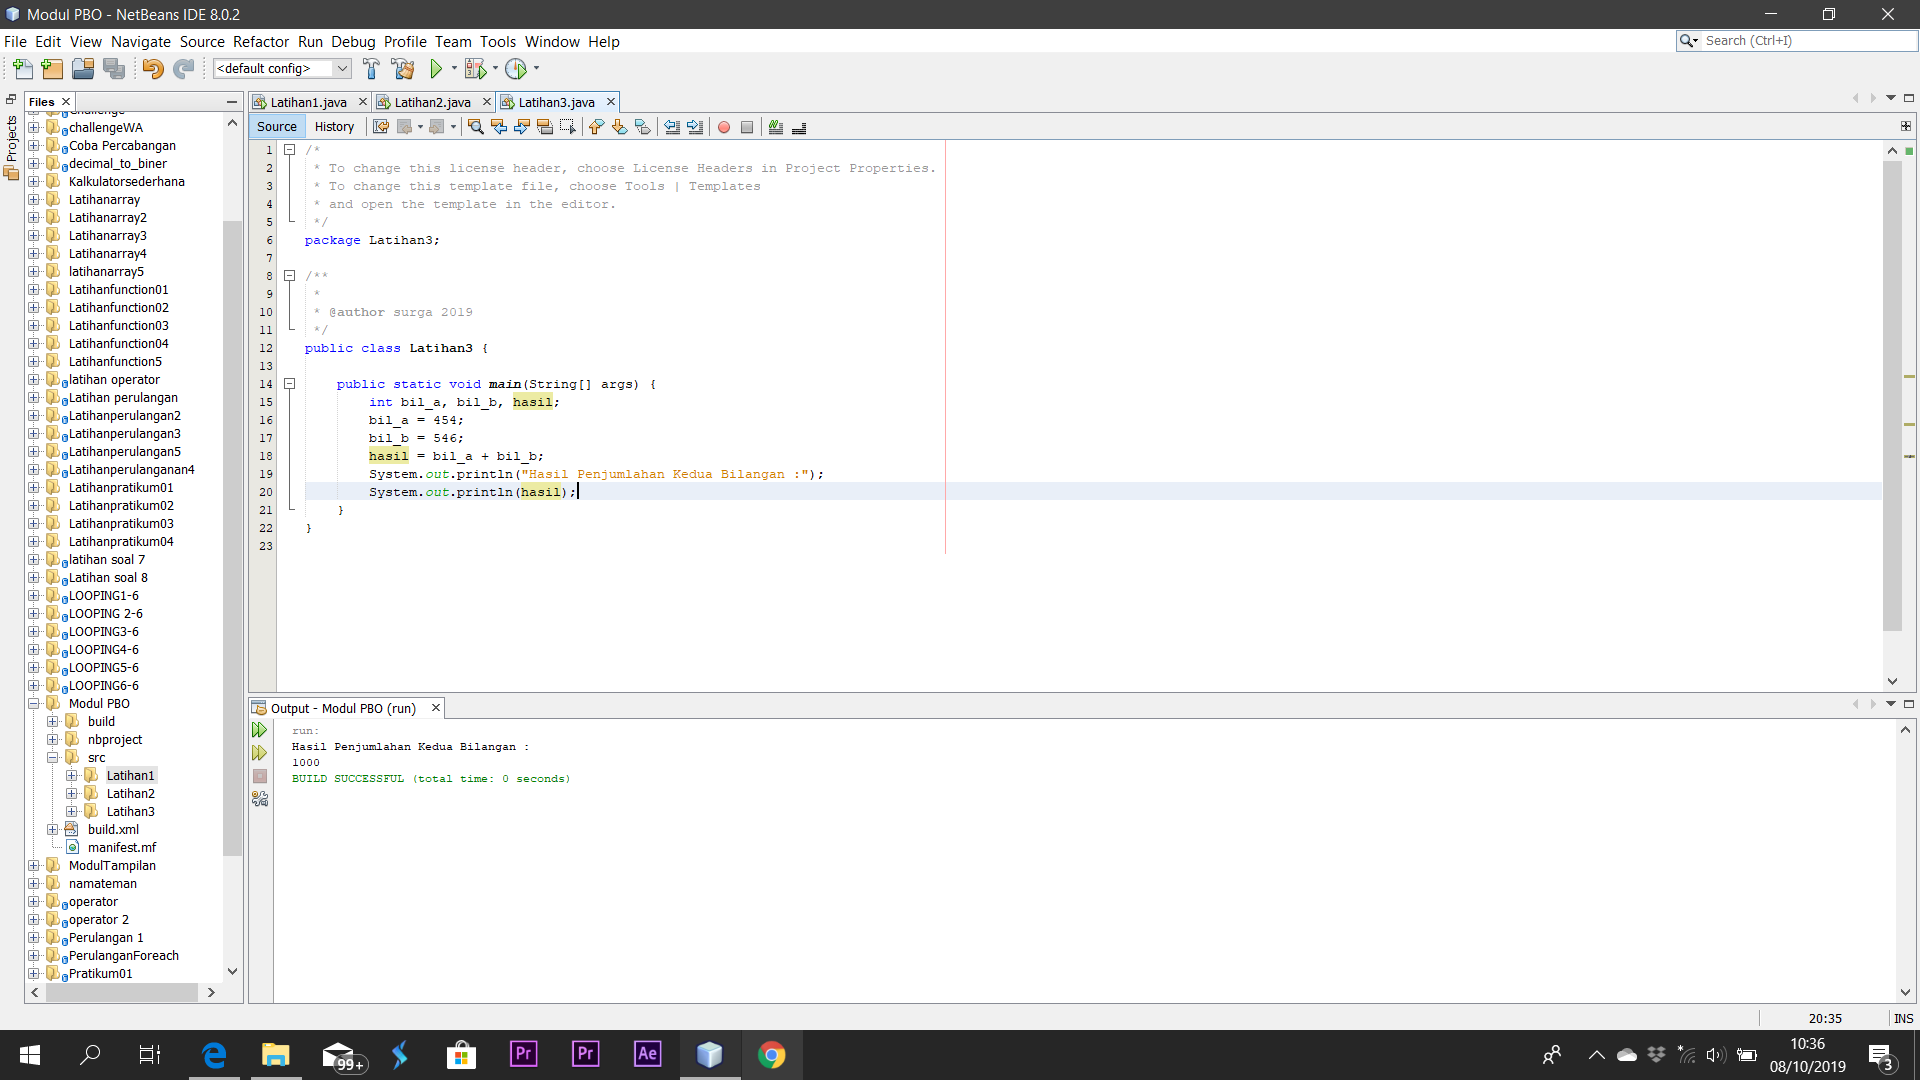 Modul PBO - NetBeans IDE 8.0.2
File Edit View Navigate Source Refactor Run Debug Profile Team Tools Window Help
Search (Ctrl+I)
<default config>
Projects
Files
Challenge
challengeWA
Coba Percabangan
decimal_to_biner
Kalkulatorsederhana
Latihanarray
Latihanarray2
Latihanarray3
Latihanarray4
latihanarray5
Latihanfunction01
Latihanfunction02
Latihanfunction03
Latihanfunction04
Latihanfunction5
latihan operator
Latihan perulangan
Latihanperulangan2
Latihanperulangan3
Latihanperulangan5
Latihanperulanganan4
Latihanpratikum01
Latihanpratikum02
Latihanpratikum03
Latihanpratikum04
latihan soal 7
Latihan soal 8
LOOPING1-6
LOOPING 2-6
LOOPING3-6
LOOPING4-6
LOOPING5-6
LOOPING6-6
Modul PBO
build
nbproject
src
Latihan1
Latihan2
Latihan3
build.xml
manifest.mf
ModulTampilan
namateman
operator
operator 2
Perulangan 1
PerulanganForeach
Pratikum01
Latihan1.java
Latihan2.java
Latihan3.java
Source History
1 /*
2 * To change this license header, choose License Headers in Project Properties.
3 * To change this template file, choose Tools | Templates
4 * and open the template in the editor.
5 */
6 package Latihan3;
7
8 /**
9 *
10 * @author surga 2019
11 */
12 public class Latihan3 {
13
14 public static void main(String[] args) {
15 int bil_a, bil_b, hasil;
16 bil_a = 454;
17 bil_b = 546;
18 hasil = bil_a + bil_b;
19 System.out.println("Hasil Penjumlahan Kedua Bilangan :");
20 System.out.println(hasil);
21 }
22 }
23
Output - Modul PBO (run)
run:
Hasil Penjumlahan Kedua Bilangan :
1000
BUILD SUCCESSFUL (total time: 0 seconds)
20:35 INS
99+
Pr
Pr
Ae
10:36
08/10/2019
3